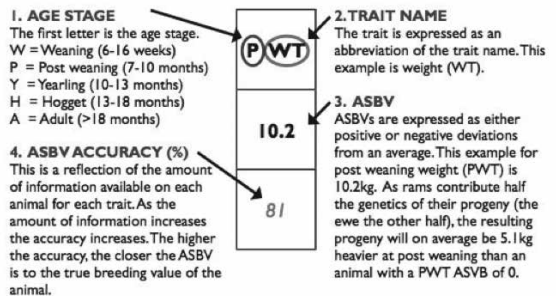 1. AGE STAGE
The first letter is the age stage.
W = Weaning (6-16 weeks)
P = Post weaning (7-10 months)
Y = Yearling (10-13 months)
H = Hogget (13-18 months)
A = Adult (>18 months)
4. ASBV ACCURACY (%)
This is a reflection of the amount
of information available on each
animal for each trait. As the
amount of information increases
the accuracy increases. The higher
the accuracy, the closer the ASBV
is to the true breeding value of the
animal.
PWT
10.2
81
2. TRAIT NAME
The trait is expressed as an
abbreviation of the trait name. This
example is weight (WT).
3. ASBV
ASBVs are expressed as either
positive or negative deviations
from an average. This example for
post weaning weight (PWT) is
10.2kg. As rams contribute half
the genetics of their progeny (the
ewe the other half), the resulting
progeny will on average be 5.1kg
heavier at post weaning than an
animal with a PWT ASVB of 0.